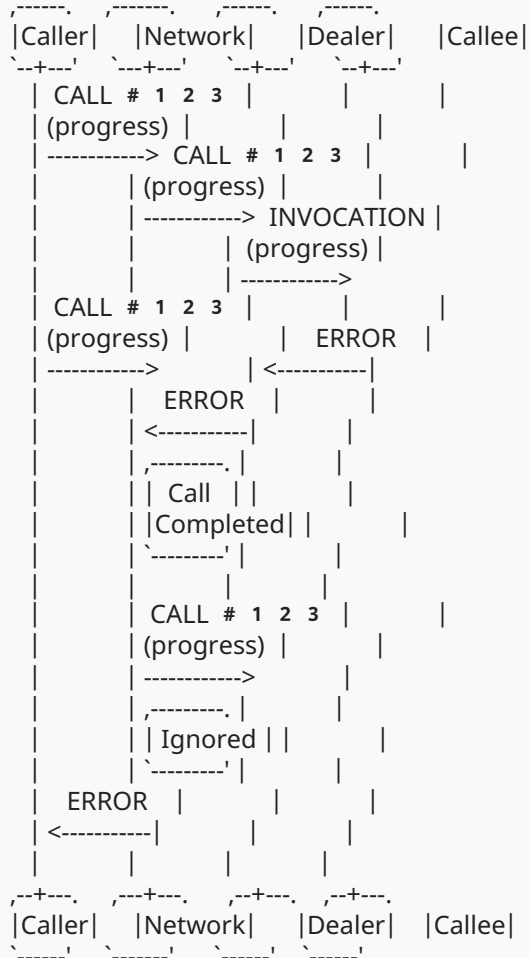 ,------.   ,-------.   ,------.   ,------.
|Caller|   |Network|   |Dealer|   |Callee|
`--+---'   `---+---'   `--+---'   `--+---'
| CALL # 1 2 3 | | |
| (progress) | | |
| ------------> CALL # 1 2 3 | |
| | (progress) | |
| | ------------> INVOCATION |
| | | (progress) |
| | | ------------>
| CALL # 1 2 3 | | |
| (progress) | | ERROR |
| ------------> | <-----------|
| | ERROR | |
| | <-----------| |
| | ,---------. | |
| | | Call | | |
| | |Completed| | |
| | `---------' | |
| | | |
| | CALL # 1 2 3 | |
| | (progress) | |
| | ------------> |
| | ,---------. | |
| | | Ignored | | |
| | `---------' | |
| ERROR | | |
| <-----------| | |
| | | |
,--+---.   ,---+---.   ,--+---.   ,--+---.
|Caller|   |Network|   |Dealer|   |Callee|
`------'   `-------'   `------'   `------'